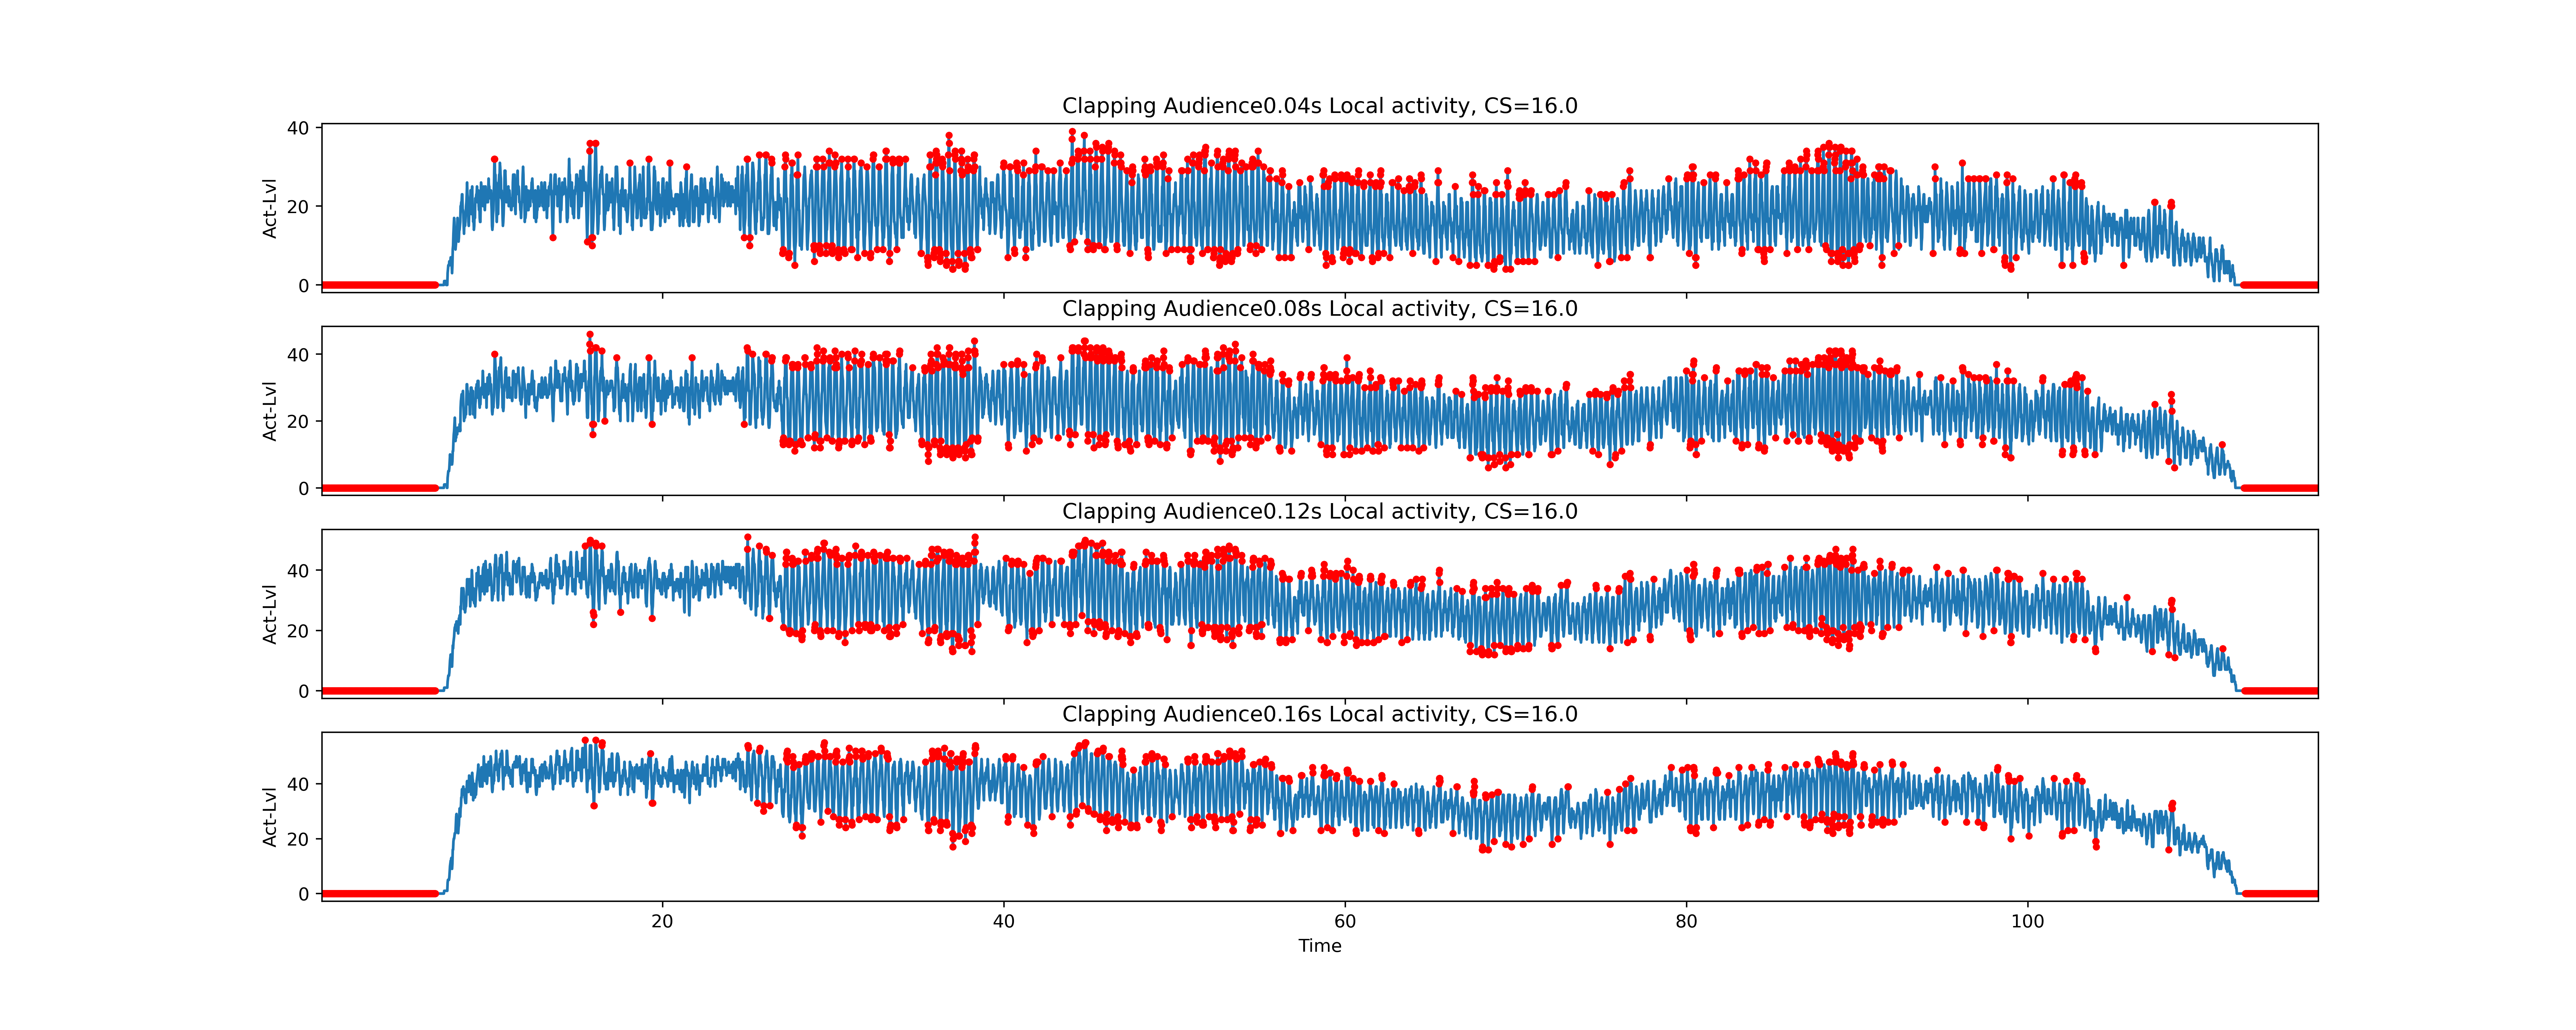 Clapping Audience0.04s Local activity, CS=16.0
40
20
0
Act-Lvl
Clapping Audience0.08s Local activity, CS=16.0
40
20
0
Act-Lvl
Clapping Audience0.12s Local activity, CS=16.0
40
20
0
Act-Lvl
Clapping Audience0.16s Local activity, CS=16.0
40
20
0
Act-Lvl
20 40 60 80 100
Time